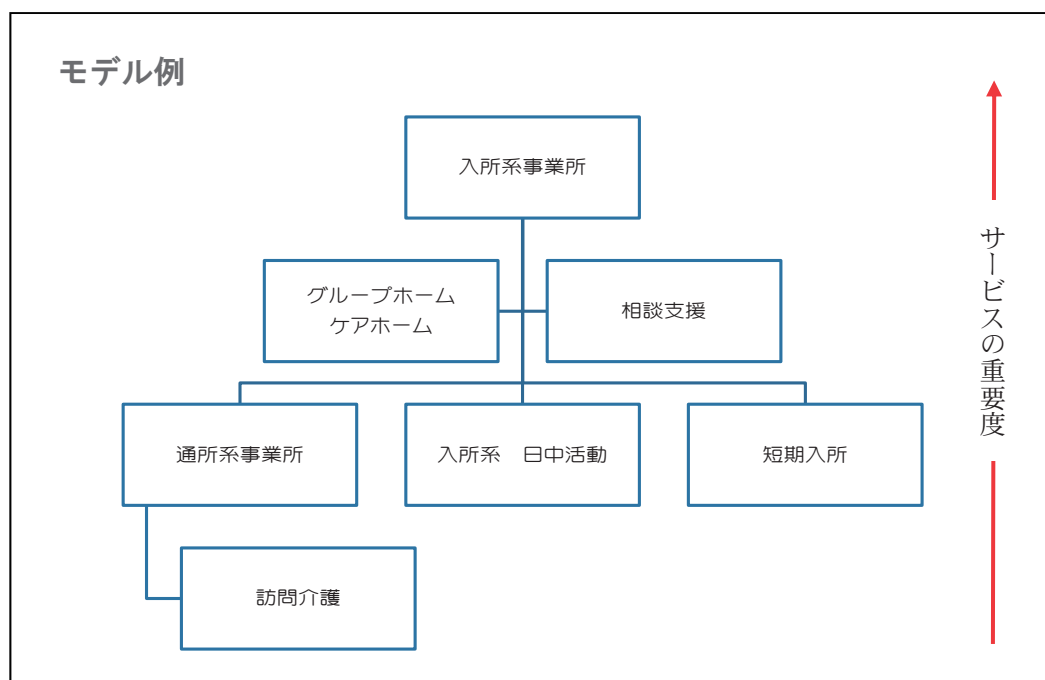 モデル例
入所系事業所
グループホーム
ケアホーム
相談支援
サービスの重要度
通所系事業所
入所系　日中活動
短期入所
訪問介護